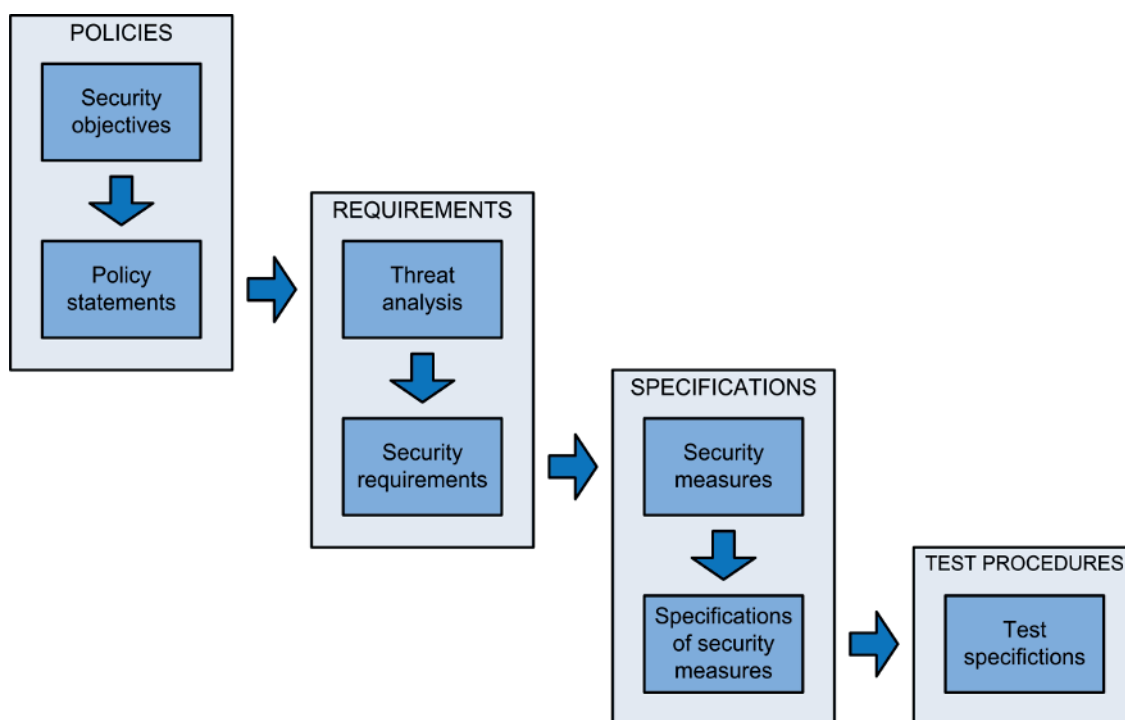 POLICIES
Security
objectives
Policy
statements
REQUIREMENTS
Threat
analysis
Security
requirements
SPECIFICATIONS
Security
measures
Specifications
of security
measures
TEST PROCEDURES
Test
specifictions